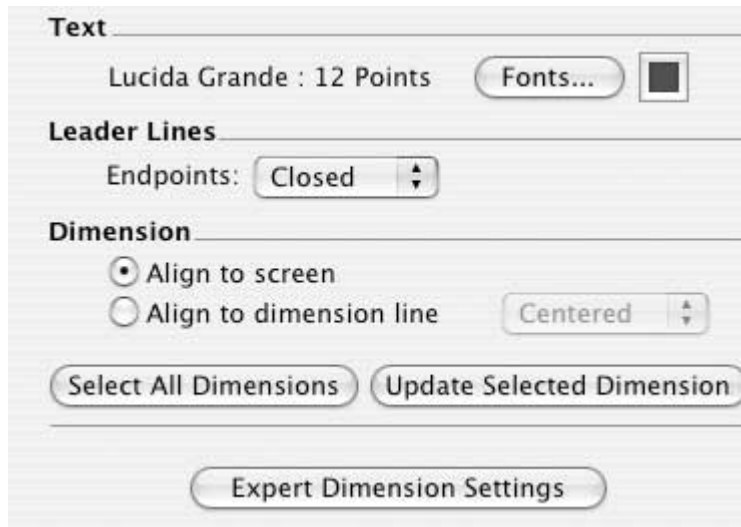 Text
Lucida Grande : 12 Points Fonts...
Leader Lines
Endpoints: Closed
Dimension
Align to screen
Align to dimension line Centered
Select All Dimensions Update Selected Dimension
Expert Dimension Settings